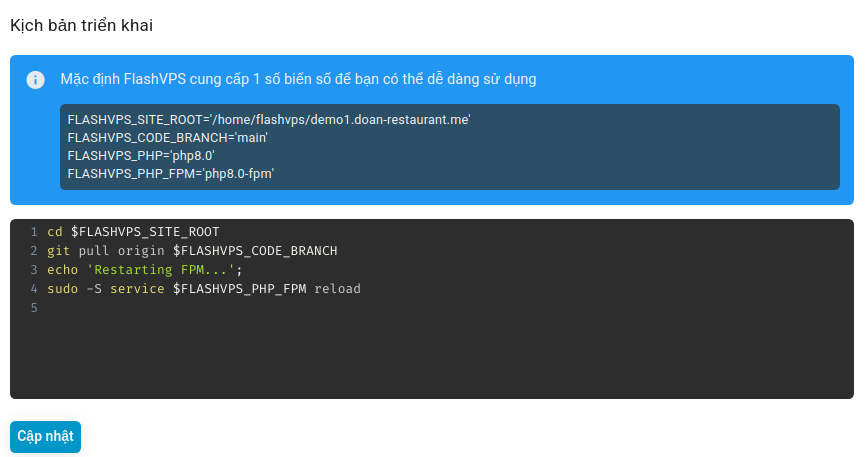 Kịch bản triển khai
Mặc định FlashVPS cung cấp 1 số biến số để bạn có thể dễ dàng sử dụng
FLASHVPS_SITE_ROOT='/home/flashvps/demo1.doan-restaurant.me'
FLASHVPS_CODE_BRANCH='main'
FLASHVPS_PHP='php8.0'
FLASHVPS_PHP_FPM='php8.0-fpm'
1 cd $FLASHVPS_SITE_ROOT
2 git pull origin $FLASHVPS_CODE_BRANCH
3 echo 'Restarting FPM...';
4 sudo -S service $FLASHVPS_PHP_FPM reload
5
Cập nhật